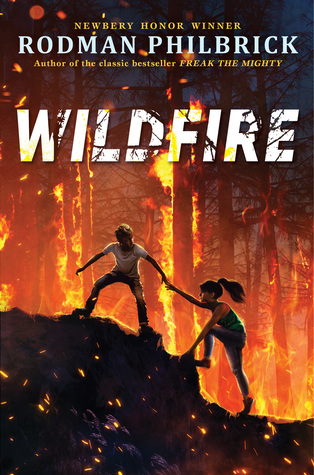 NEWBERY HONOR WINNER
RODMAN PHILBRICK
Author of the classic bestseller FREAK THE MIGHTY
WILDFIRE